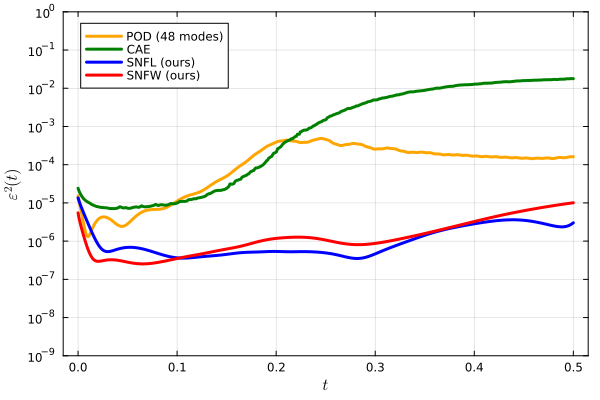 10⁰
10⁻¹
10⁻²
10⁻³
10⁻⁴
10⁻⁵
10⁻⁶
10⁻⁷
10⁻⁸
10⁻⁹
ε²(t)
POD (48 modes)
CAE
SNFL (ours)
SNFW (ours)
0.0 0.1 0.2 0.3 0.4 0.5
t